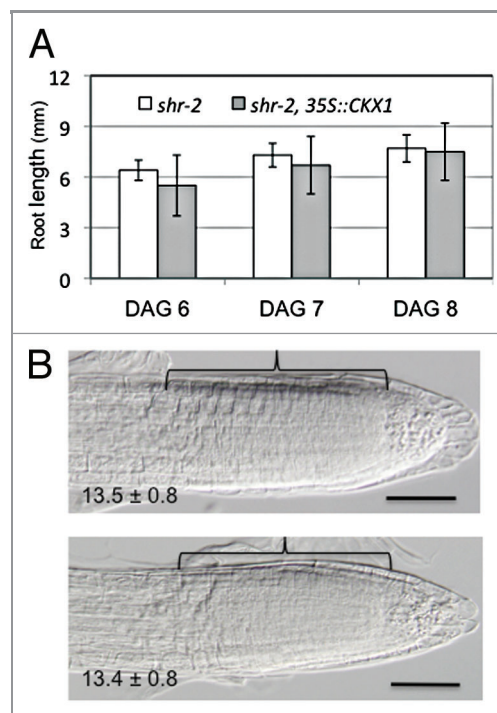 A
12
9
6
3
0
Root length (mm)
shr-2
shr-2, 35S::CKX1
DAG 6 DAG 7 DAG 8
B
13.5 ± 0.8
13.4 ± 0.8